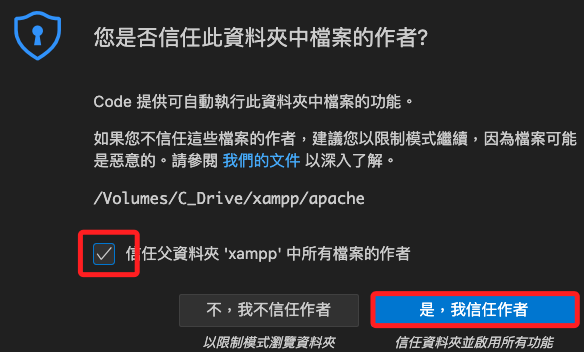 您是否信任此資料夾中檔案的作者?
Code 提供可自動執行此資料夾中檔案的功能。
如果您不信任這些檔案的作者，建議您以限制模式繼續，因為檔案可能
是惡意的。請參閱 我們的文件 以深入了解。
/Volumes/C_Drive/xampp/apache
信任父資料夾 'xampp' 中所有檔案的作者
不，我不信任作者
是，我信任作者
以限制模式瀏覽資料夾
信任資料夾並啟用所有功能